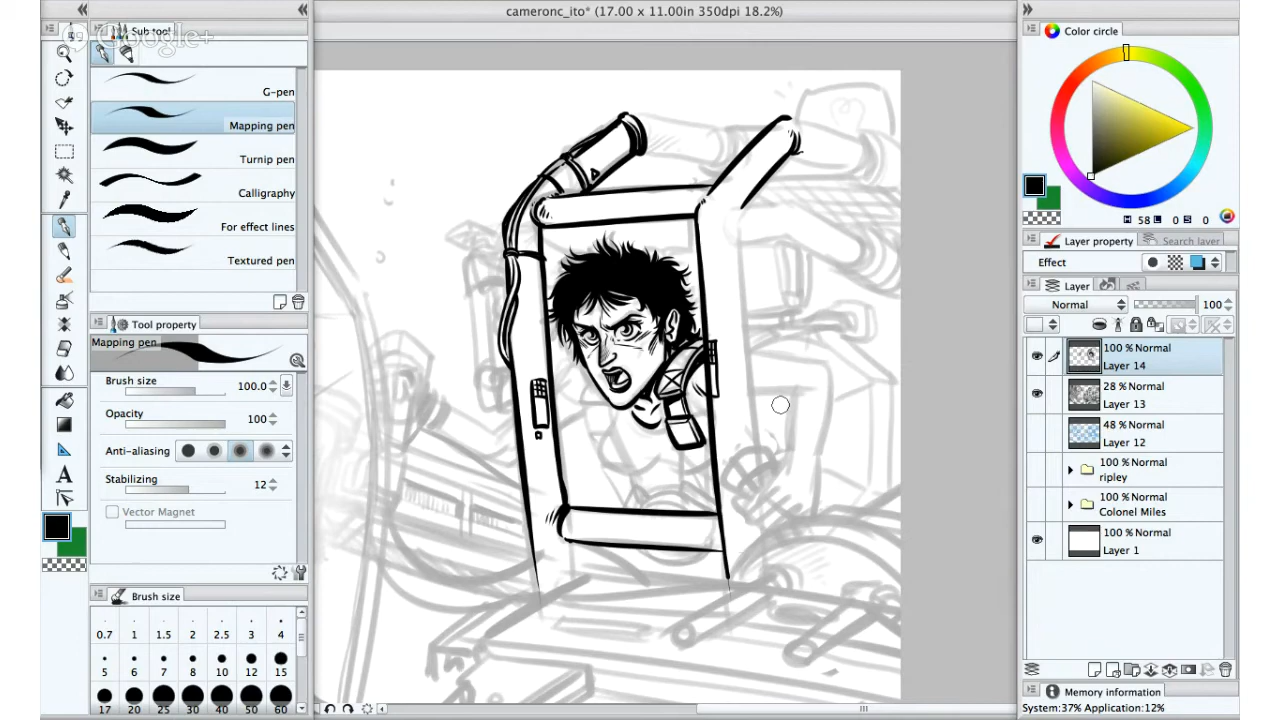 cameronc_ito* (17.00 x 11.00in 350dpi 18.2%)
Google+
Sub tool
G-pen
Mapping pen
Turnip pen
Calligraphy
For effect lines
Textured pen
Tool property
Mapping pen
Brush size 100.0
Opacity 100
Anti-aliasing
Stabilizing 12
Vector Magnet
Brush size
0.7 1 1.5 2 2.5 3 4
5 6 7 8 10 12 15
17 20 25 30 40 50 60
Color circle
H 58 L 0 S 0
Layer property Search layer
Effect
Layer
Normal 100
100 % Normal
Layer 14
28 % Normal
Layer 13
48 % Normal
Layer 12
100 % Normal
ripley
100 % Normal
Colonel Miles
100 % Normal
Layer 1
Memory information
System:37% Application:12%